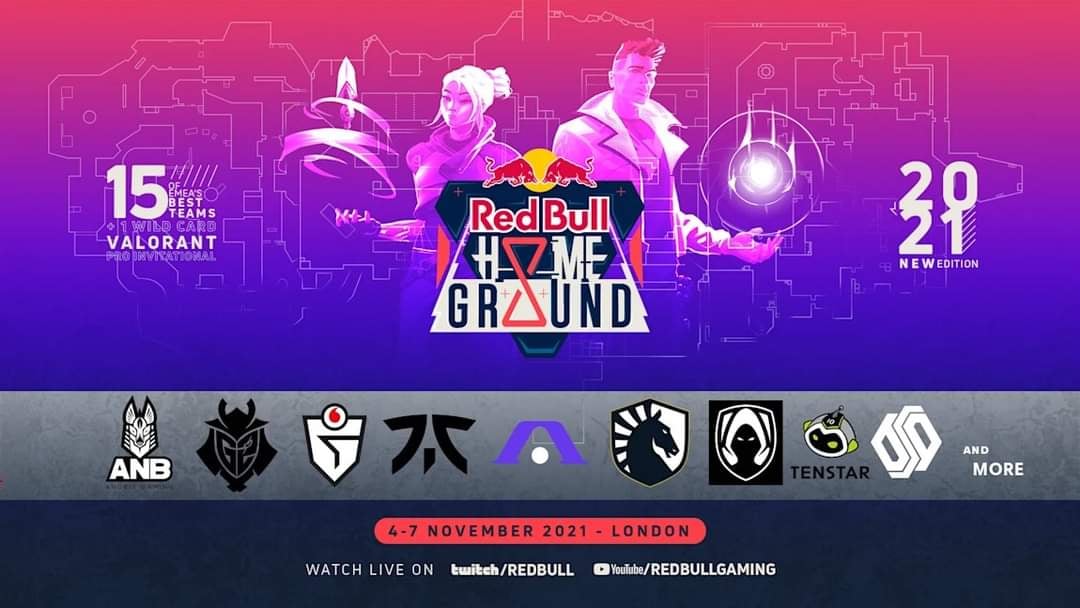 15 OF
EMEA'S
BEST
TEAMS
+ 1 WILD CARD
VALORANT
PRO INVITATIONAL
Red Bull
HOME
GROUND
20
21
NEW EDITION
ANB
TENSTAR
AND
MORE
4-7 NOVEMBER 2021 - LONDON
WATCH LIVE ON twitch/REDBULL YouTube/REDBULLGAMING